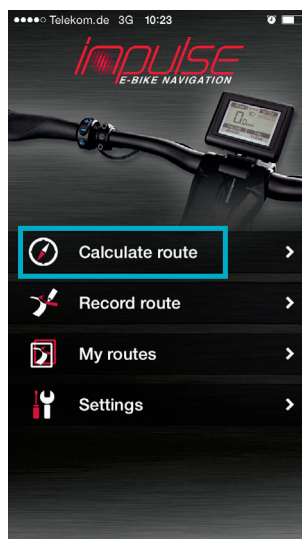 Telekom.de 3G 10:23
impulse
E-BIKE NAVIGATION
Calculate route
Record route
My routes
Settings